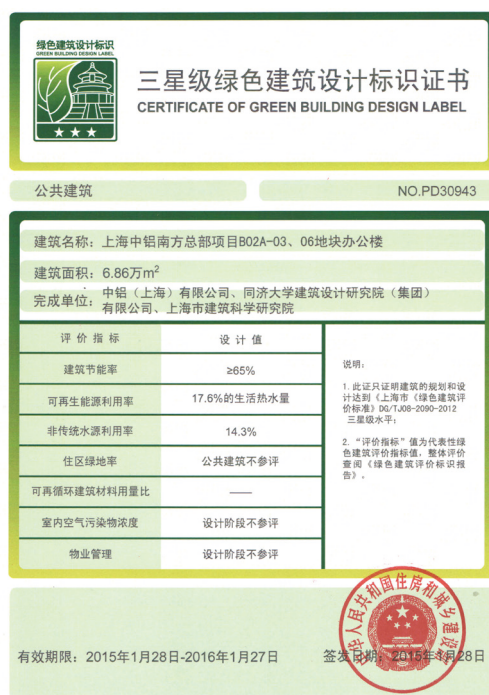 绿色建筑设计标识
GREEN BUILDING DESIGN LABEL
三星级绿色建筑设计标识证书
CERTIFICATE OF GREEN BUILDING DESIGN LABEL
公共建筑
NO.PD30943
建筑名称：上海中铝南方总部项目B02A-03、06地块办公楼
建筑面积：6.86万m²
完成单位：中铝（上海）有限公司、同济大学建筑设计研究院（集团）
有限公司、上海市建筑科学研究院
评价指标 设计值
建筑节能率 ≥65%
可再生能源利用率 17.6%的生活热水量
非传统水源利用率 14.3%
住区绿地率 公共建筑不参评
可再循环建筑材料用量比 ——
室内空气污染物浓度 设计阶段不参评
物业管理 设计阶段不参评
说明：
1.此证只证明建筑的规划和设
计达到《上海市《绿色建筑评
价标准》DG/TJ08-2090-2012
三星级水平；
2.“评价指标”值为代表性绿
色建筑评价指标值，整体评价
查阅《绿色建筑评价标识报
告》。
中华人民共和国住房和城乡建设部
有效期限：2015年1月28日-2016年1月27日
签发日期：2015年1月28日